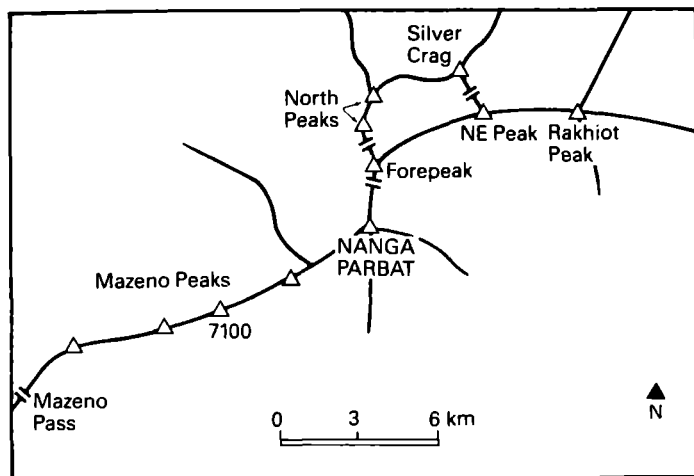 Silver
Crag
North
Peaks
NE Peak
Rakhiot
Peak
Forepeak
NANGA
PARBAT
Mazeno Peaks
7100
Mazeno
Pass
0 3 6 km
N